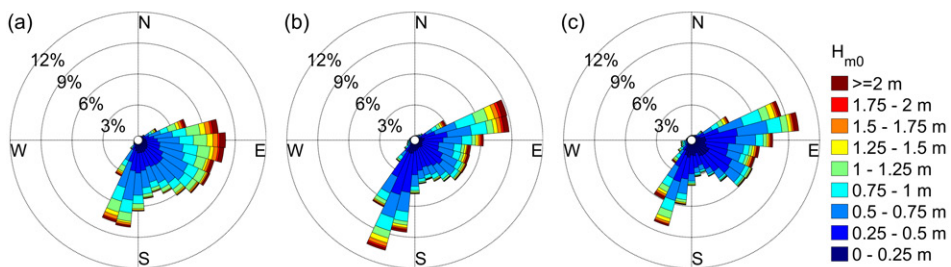 (a)
N
12%
9%
6%
3%
W
E
S
(b)
N
12%
9%
6%
3%
W
E
S
(c)
N
12%
9%
6%
3%
W
E
S
Hm0
>=2 m
1.75 - 2 m
1.5 - 1.75 m
1.25 - 1.5 m
1 - 1.25 m
0.75 - 1 m
0.5 - 0.75 m
0.25 - 0.5 m
0 - 0.25 m